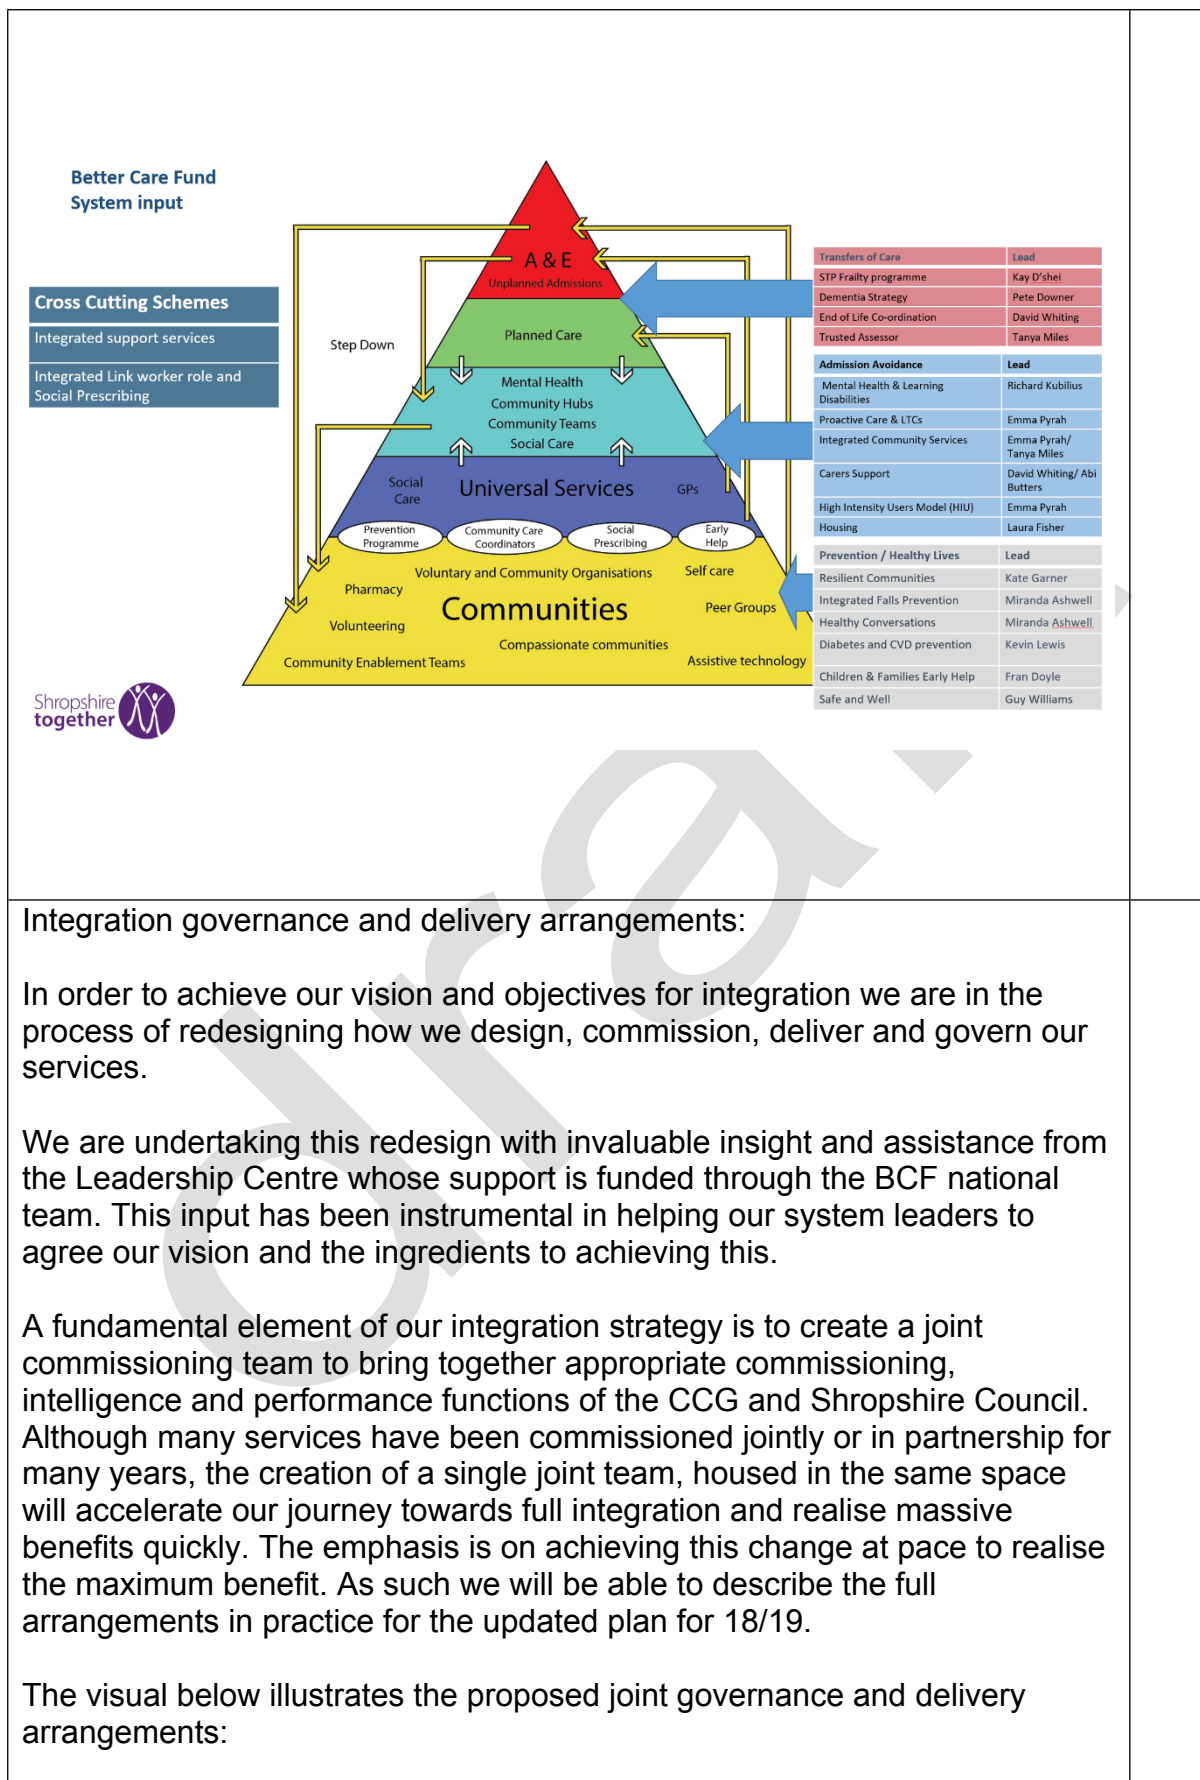 Better Care Fund
System input
Cross Cutting Schemes
Integrated support services
Integrated Link worker role and
Social Prescribing
Step Down
A & E
Unplanned Admissions
Planned Care
Mental Health
Community Hubs
Community Teams
Social Care
Social
Care
Universal Services
GPs
Prevention
Programme
Community Care
Coordinators
Social
Prescribing
Early
Help
Voluntary and Community Organisations
Self care
Pharmacy
Communities
Peer Groups
Volunteering
Compassionate communities
Community Enablement Teams
Assistive technology
Transfers of Care Lead
STP Frailty programme Kay D'shei
Dementia Strategy Pete Downer
End of Life Co-ordination David Whiting
Trusted Assessor Tanya Miles
Admission Avoidance Lead
Mental Health & Learning Richard Kubilius
Disabilities
Proactive Care & LTCs Emma Pyrah
Integrated Community Services Emma Pyrah/
Tanya Miles
Carers Support David Whiting/ Abi
Butters
High Intensity Users Model (HIU) Emma Pyrah
Housing Laura Fisher
Prevention / Healthy Lives Lead
Resilient Communities Kate Garner
Integrated Falls Prevention Miranda Ashwell
Healthy Conversations Miranda Ashwell
Diabetes and CVD prevention Kevin Lewis
Children & Families Early Help Fran Doyle
Safe and Well Guy Williams
Shropshire
together
draft
Integration governance and delivery arrangements:
In order to achieve our vision and objectives for integration we are in the
process of redesigning how we design, commission, deliver and govern our
services.
We are undertaking this redesign with invaluable insight and assistance from
the Leadership Centre whose support is funded through the BCF national
team. This input has been instrumental in helping our system leaders to
agree our vision and the ingredients to achieving this.
A fundamental element of our integration strategy is to create a joint
commissioning team to bring together appropriate commissioning,
intelligence and performance functions of the CCG and Shropshire Council.
Although many services have been commissioned jointly or in partnership for
many years, the creation of a single joint team, housed in the same space
will accelerate our journey towards full integration and realise massive
benefits quickly. The emphasis is on achieving this change at pace to realise
the maximum benefit. As such we will be able to describe the full
arrangements in practice for the updated plan for 18/19.
The visual below illustrates the proposed joint governance and delivery
arrangements: